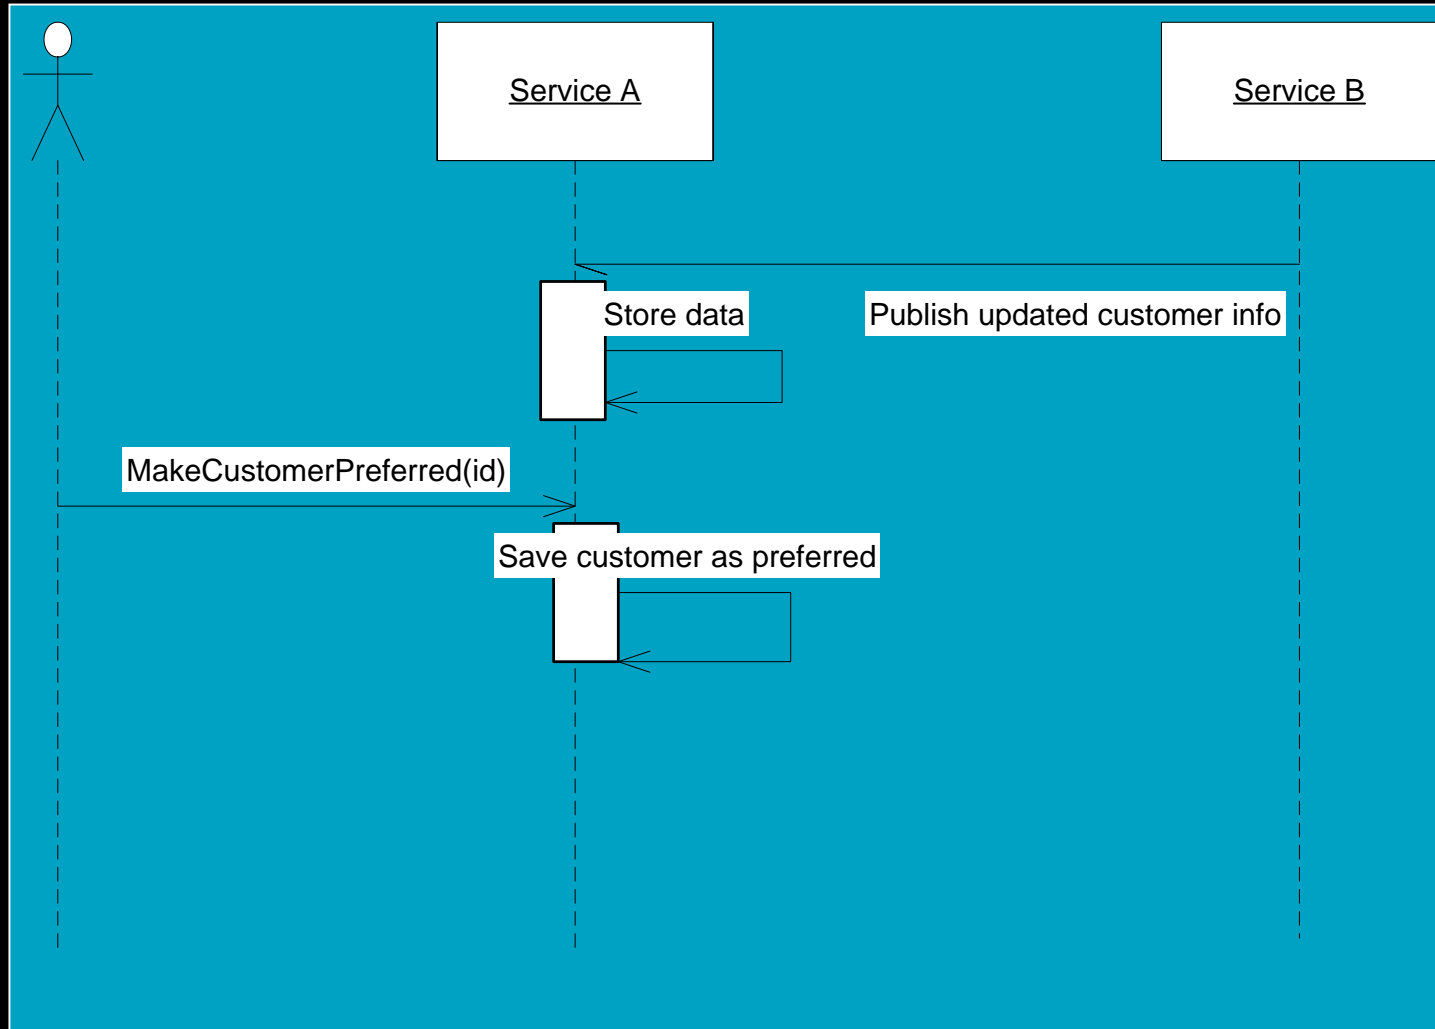 Service A
Service B
Store data
Publish updated customer info
MakeCustomerPreferred(id)
Save customer as preferred